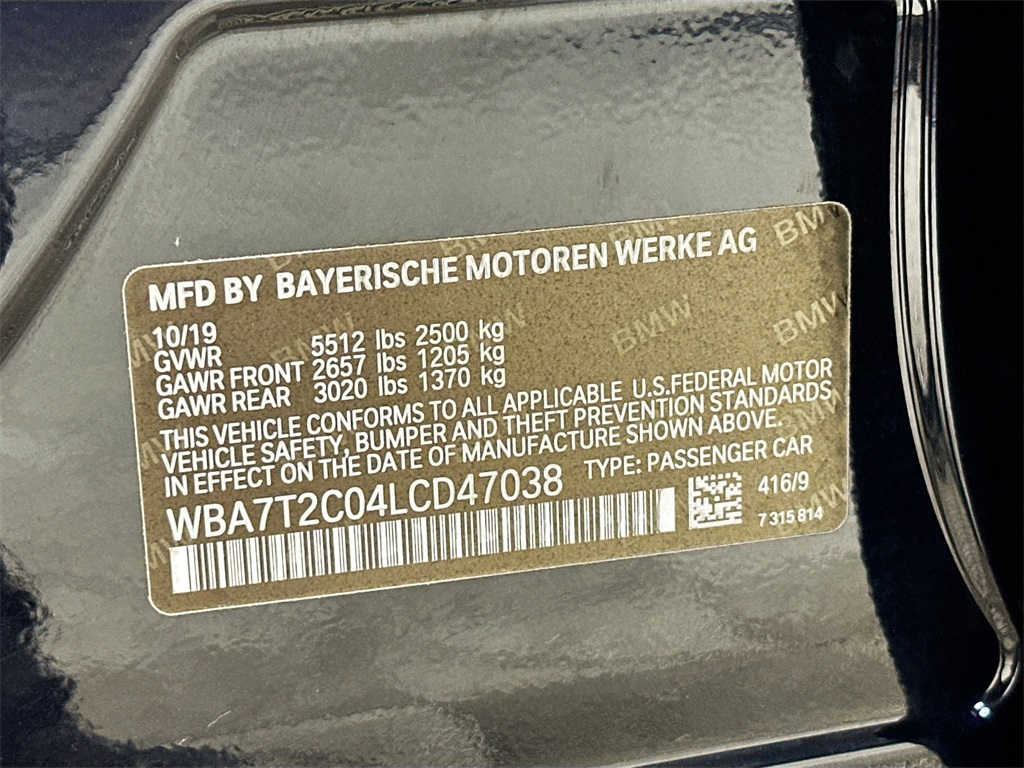 MFD BY BAYERISCHE MOTOREN WERKE AG
10/19
GVWR 5512 lbs 2500 kg
GAWR FRONT 2657 lbs 1205 kg
GAWR REAR 3020 lbs 1370 kg
THIS VEHICLE CONFORMS TO ALL APPLICABLE U.S.FEDERAL MOTOR
VEHICLE SAFETY, BUMPER AND THEFT PREVENTION STANDARDS
IN EFFECT ON THE DATE OF MANUFACTURE SHOWN ABOVE.
WBA7T2C04LCD47038 TYPE: PASSENGER CAR
416/9
7 315 814
BMW
BMW
BMW